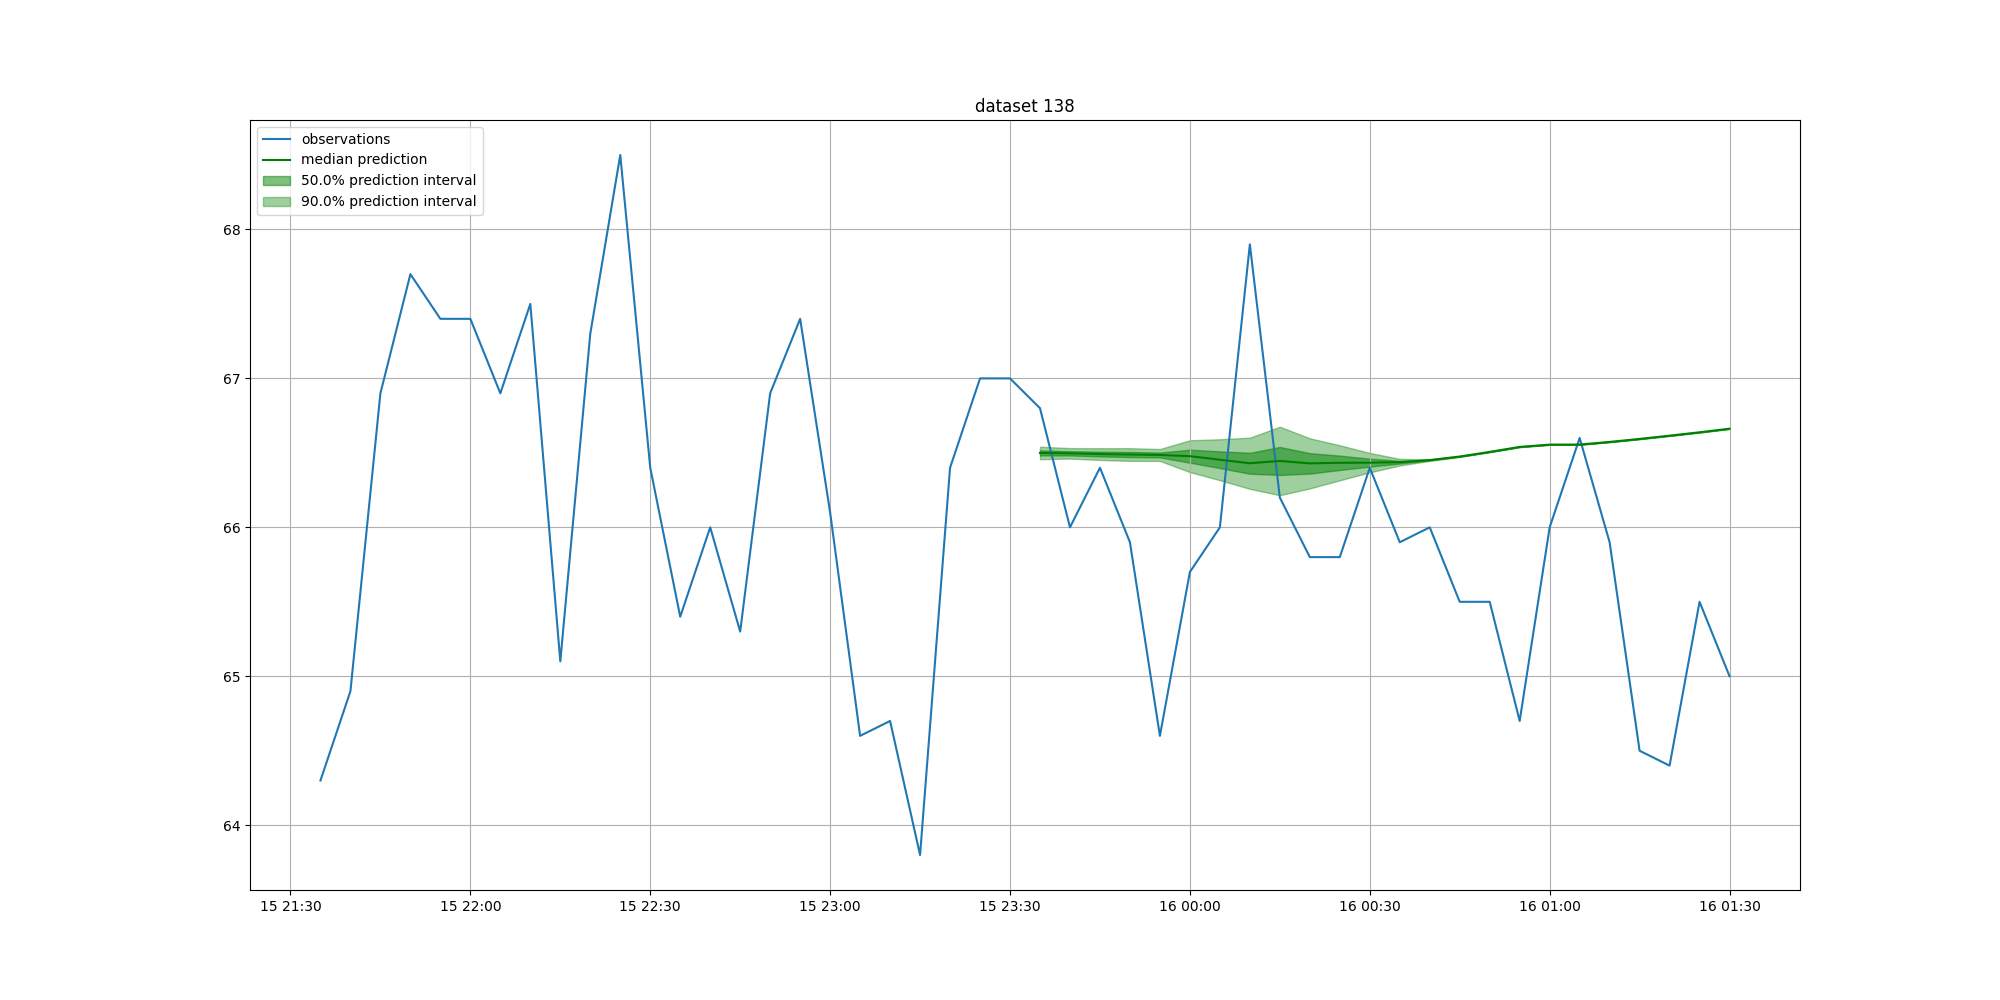 dataset 138
observations
median prediction
50.0% prediction interval
90.0% prediction interval
68
67
66
65
64
15 21:30 15 22:00 15 22:30 15 23:00 15 23:30 16 00:00 16 00:30 16 01:00 16 01:30